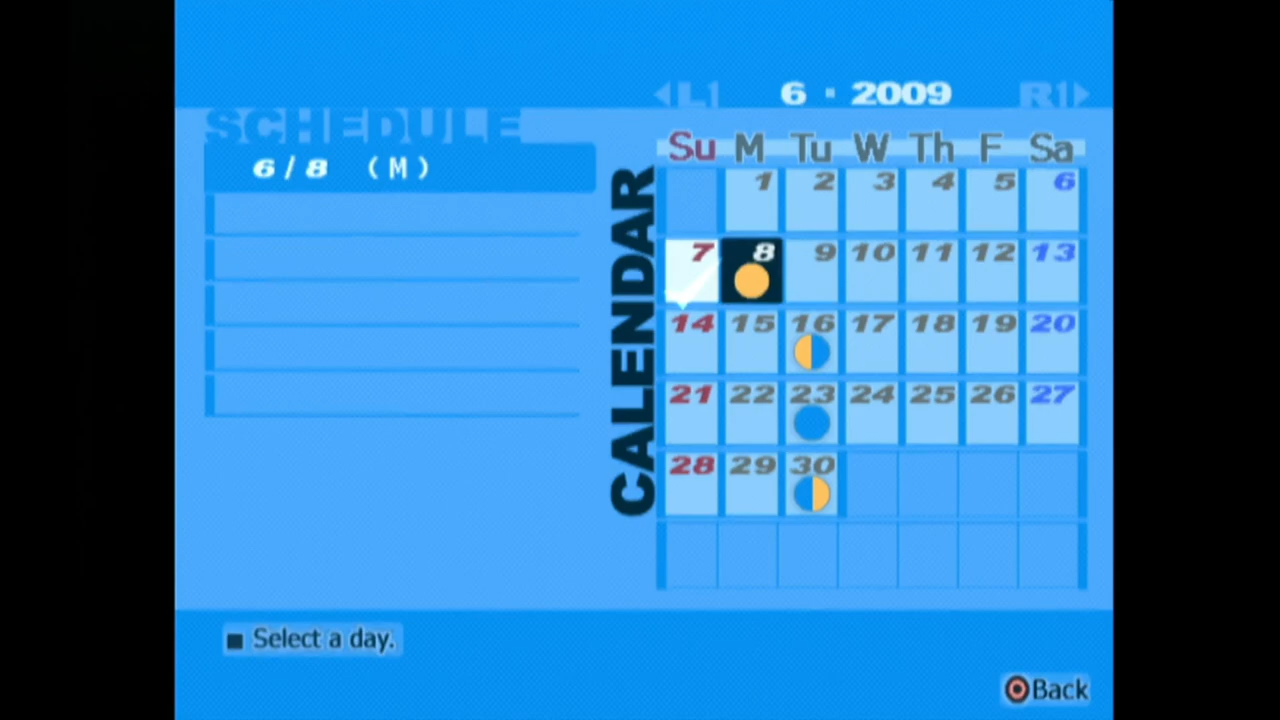 L1 6 · 2009 R1
SCHEDULE
6/8 (M)
CALENDAR
Su M Tu W Th F Sa
1 2 3 4 5 6
7 8 9 10 11 12 13
14 15 16 17 18 19 20
21 22 23 24 25 26 27
28 29 30
Select a day.
Back